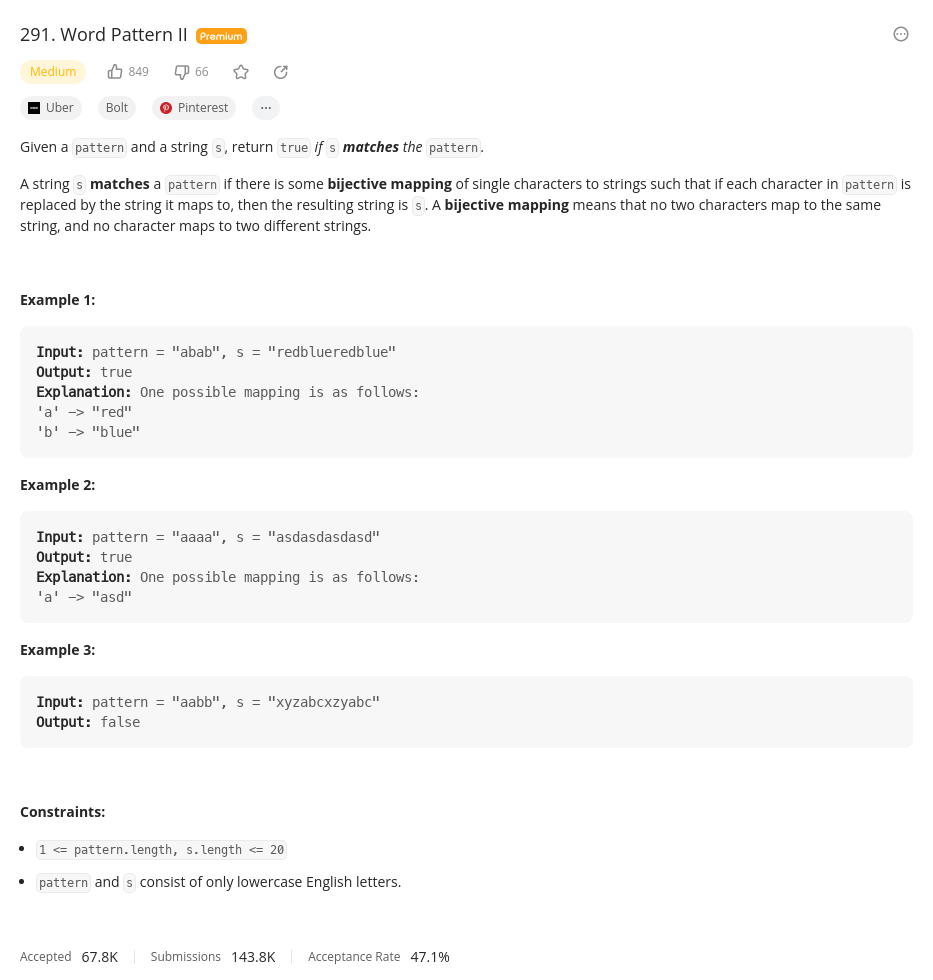 291. Word Pattern II Premium
Medium 849 66
Uber Bolt Pinterest ...
Given a pattern and a string s, return true if s matches the pattern.
A string s matches a pattern if there is some bijective mapping of single characters to strings such that if each character in pattern is
replaced by the string it maps to, then the resulting string is s. A bijective mapping means that no two characters map to the same
string, and no character maps to two different strings.
Example 1:
Input: pattern = "abab", s = "redblueredblue"
Output: true
Explanation: One possible mapping is as follows:
'a' -> "red"
'b' -> "blue"
Example 2:
Input: pattern = "aaaa", s = "asdasdasdasd"
Output: true
Explanation: One possible mapping is as follows:
'a' -> "asd"
Example 3:
Input: pattern = "aabb", s = "xyzabcxzyabc"
Output: false
Constraints:
• 1 <= pattern.length, s.length <= 20
• pattern and s consist of only lowercase English letters.
Accepted 67.8K Submissions 143.8K Acceptance Rate 47.1%